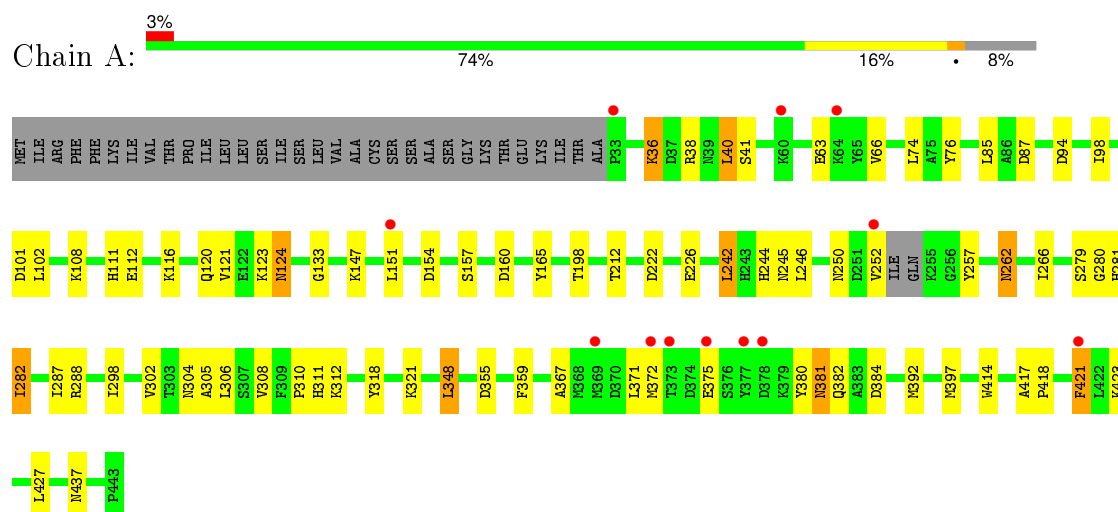 3%
Chain A:
74% 16% • 8%
MET ILE ARG PHE PHE LYS ILE VAL THR PRO ILE LEU LEU SER ILE SER LEU VAL ALA CYS SER SER ALA SER GLY LYS THR GLU LYS ILE THR ALA P33 K36 D37 R38 N39 L40 S41 K60 E63 K64 Y65 V66 L74 A75 Y76 L85 A86 D87 D94 I98
D101 L102 K108 H111 E112 K116 Q120 V121 E122 K123 N124 G133 K147 L151 D154 S157 D160 Y165 T198 T212 D222 E226 L242 H243 H244 N245 L246 N250 D251 V252 ILE GLN K255 G256 Y257 N262 I266 S279 G280 H281
I282 I287 R288 I298 V302 T303 N304 A305 L306 S307 V308 F309 P310 H311 K312 Y318 K321 L348 D355 F359 A367 M368 M369 D370 L371 M372 T373 D374 E375 S376 Y377 D378 K379 Y380 N381 Q382 A383 D384 M392 M397 W414 A417 P418 F421 L422 K423
L427 N437 P443